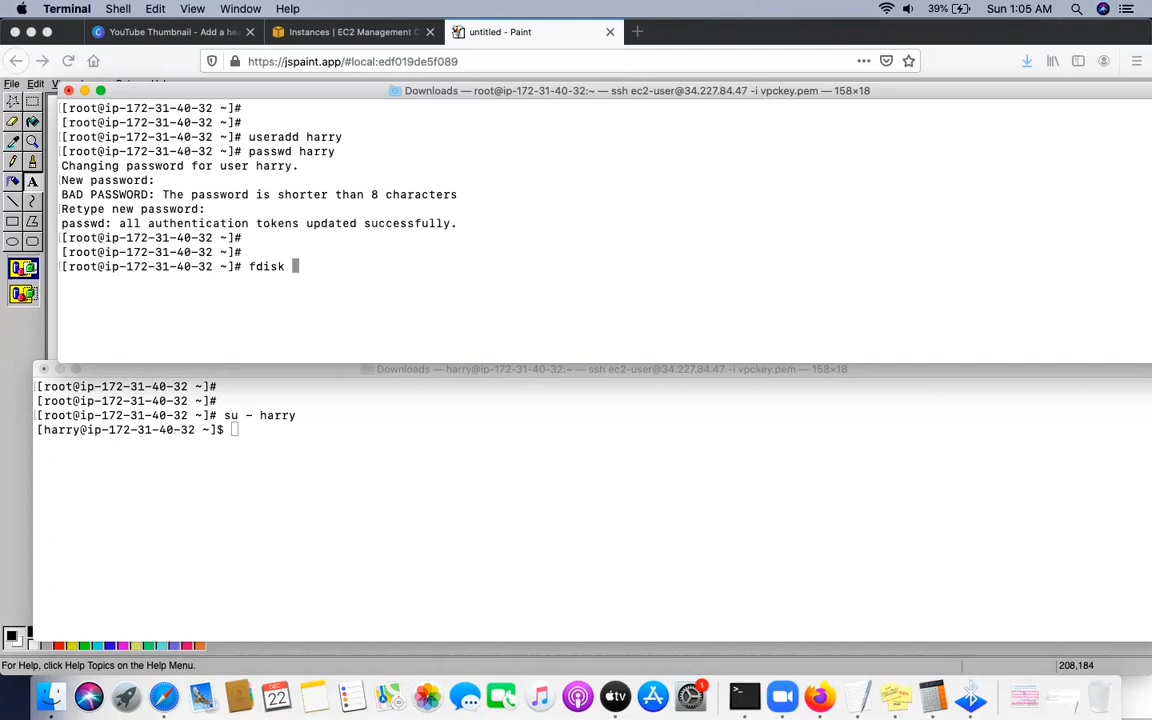 Terminal Shell Edit View Window Help 39% Sun 1:05 AM
YouTube Thumbnail - Add a he
Instances | EC2 Management C
untitled - Paint
https://jspaint.app/#local:edf019de5f089
File Edit
Downloads — root@ip-172-31-40-32:~ — ssh ec2-user@34.227.84.47 -i vpckey.pem — 158×18
[root@ip-172-31-40-32 ~]#
[root@ip-172-31-40-32 ~]#
[root@ip-172-31-40-32 ~]# useradd harry
[root@ip-172-31-40-32 ~]# passwd harry
Changing password for user harry.
New password:
BAD PASSWORD: The password is shorter than 8 characters
Retype new password:
passwd: all authentication tokens updated successfully.
[root@ip-172-31-40-32 ~]#
[root@ip-172-31-40-32 ~]#
[root@ip-172-31-40-32 ~]# fdisk
Downloads — harry@ip-172-31-40-32:~ — ssh ec2-user@34.227.84.47 -i vpckey.pem — 158×18
[root@ip-172-31-40-32 ~]#
[root@ip-172-31-40-32 ~]#
[root@ip-172-31-40-32 ~]# su - harry
[harry@ip-172-31-40-32 ~]$
For Help, click Help Topics on the Help Menu.
208,184
DEC
22
tv
1